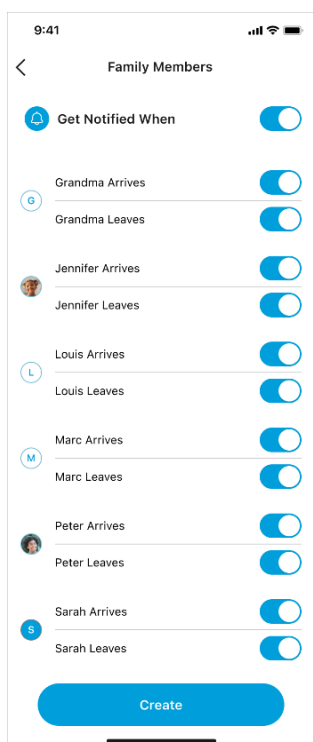 9:41
Family Members
Get Notified When
Grandma Arrives
G
Grandma Leaves
Jennifer Arrives
Jennifer Leaves
Louis Arrives
L
Louis Leaves
Marc Arrives
M
Marc Leaves
Peter Arrives
Peter Leaves
Sarah Arrives
S
Sarah Leaves
Create